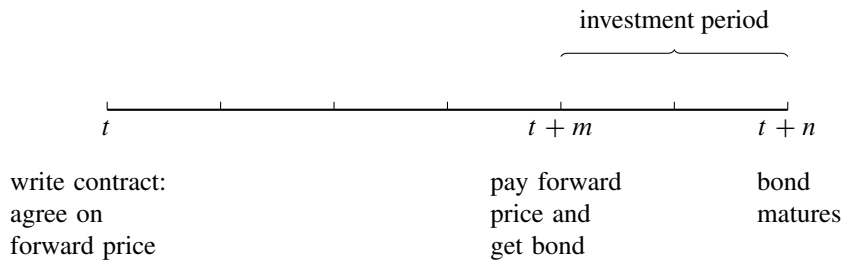 investment period
t
t + m
t + n
write contract:
agree on
forward price
pay forward
price and
get bond
bond
matures